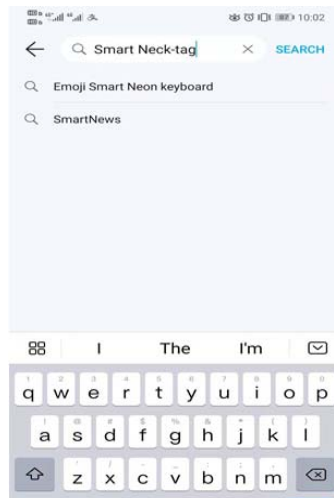 10:02
Smart Neck-tag SEARCH
Emoji Smart Neon keyboard
SmartNews
I The I'm
q w e r t y u i o p
a s d f g h j k l
z x c v b n m